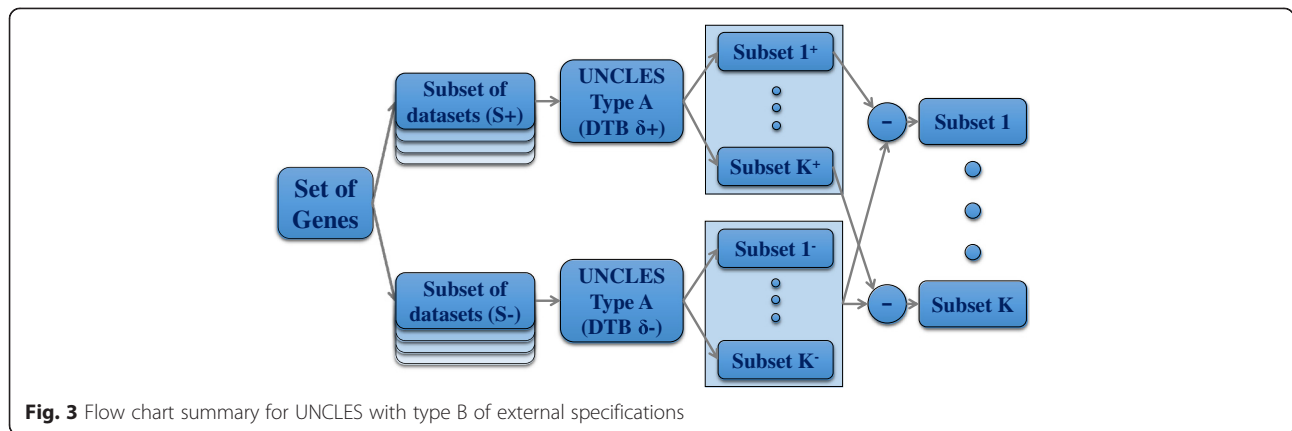 Set of
Genes
Subset of
datasets (S+)
UNCLES
Type A
(DTB δ+)
Subset 1⁺
Subset K⁺
Subset of
datasets (S-)
UNCLES
Type A
(DTB δ-)
Subset 1⁻
Subset K⁻
-
Subset 1
-
Subset K
Fig. 3 Flow chart summary for UNCLES with type B of external specifications